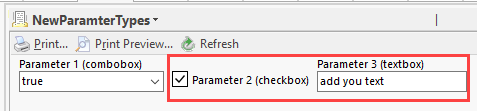 NewParamterTypes
Print... Print Preview... Refresh
Parameter 1 (combobox) Parameter 3 (textbox)
true Parameter 2 (checkbox) add you text